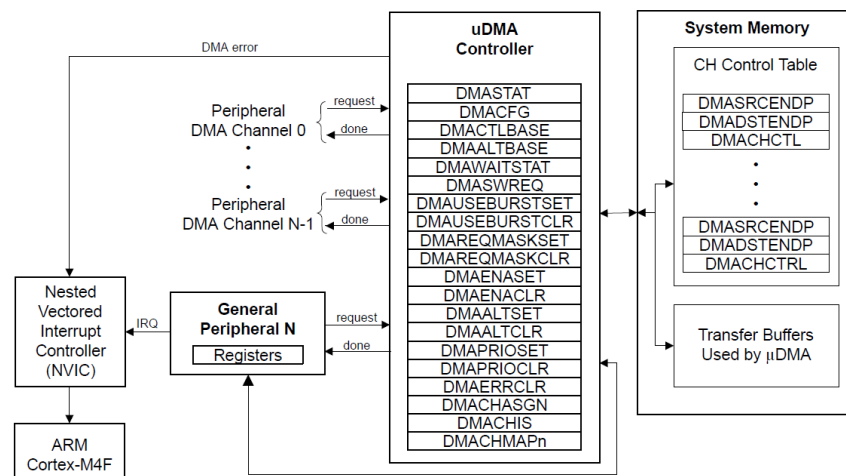 uDMA
Controller
DMASTAT
DMACFG
DMACTLBASE
DMAALTBASE
DMAWAITSTAT
DMASWREQ
DMAUSEBURSTSET
DMAUSEBURSTCLR
DMAREQMASKSET
DMAREQMASKCLR
DMAENASET
DMAENACLR
DMAALTSET
DMAALTCLR
DMAPRIOSET
DMAPRIOCLR
DMAERRCLR
DMACHASGN
DMACHIS
DMACHMAPn
System Memory
CH Control Table
DMASRCENDP
DMADSTENDP
DMACHCTL
DMASRCENDP
DMADSTENDP
DMACHCTRL
Transfer Buffers
Used by µDMA
DMA error
Peripheral
DMA Channel 0
request
done
Peripheral
DMA Channel N-1
request
done
General
Peripheral N
Registers
request
done
IRQ
Nested
Vectored
Interrupt
Controller
(NVIC)
ARM
Cortex-M4F